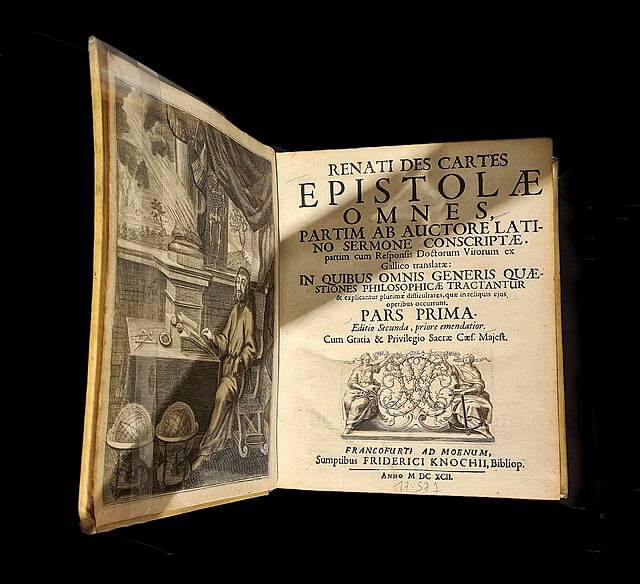 RENATI DES CARTES
EPISTOLÆ
OMNES,
PARTIM AB AUCTORE LATI-
NO SERMONE CONSCRIPTÆ,
partim cum Responsis Doctorum Virorum ex
Gallico translatæ:
IN QUIBUS OMNIS GENERIS QUÆ-
STIONES PHILOSOPHICÆ TRACTANTUR
& explicantur plurimæ difficultates, quæ in reliquis ejus
operibus occurrunt,
PARS PRIMA.
Editio Secunda, priore emendatior.
Cum Gratia & Privilegio Sacræ Cæs. Majest.
FRANCOFURTI AD MOENUM,
Sumptibus FRIDERICI KNOCHII, Bibliop.
ANNO M DC XCII.
17-571